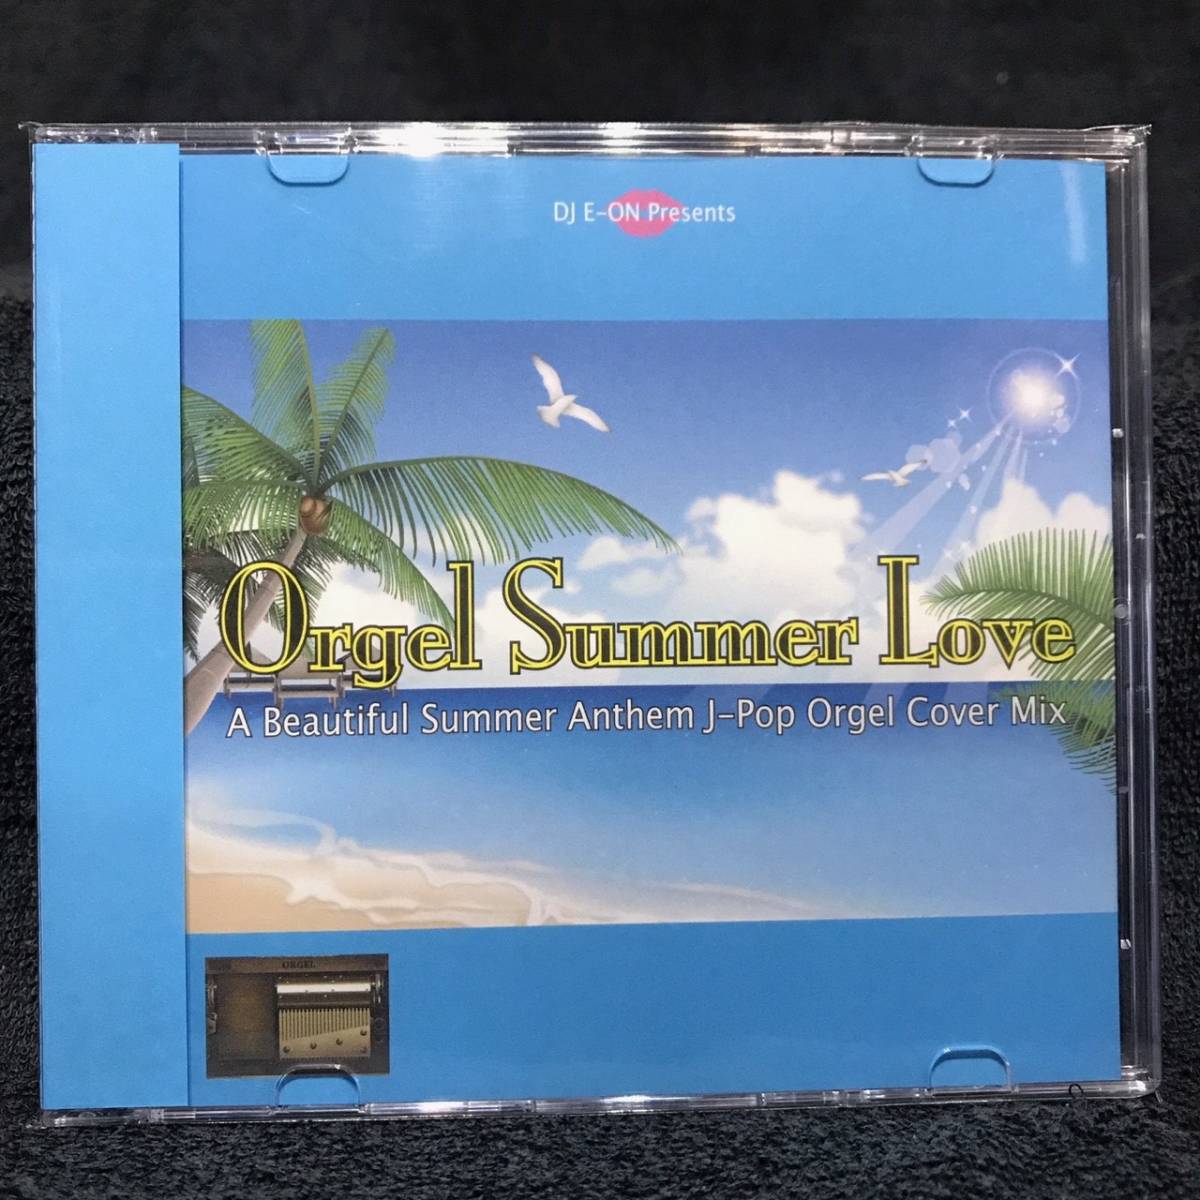 DJ E-ON Presents
Orgel Summer Love
A Beautiful Summer Anthem J-Pop Orgel Cover Mix
ORGEL